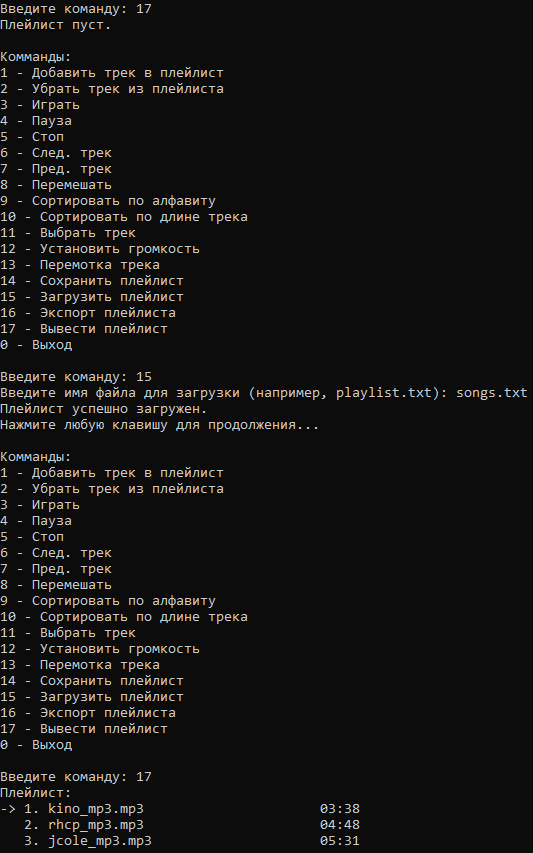 Введите команду: 17
Плейлист пуст.
Комманды:
1 - Добавить трек в плейлист
2 - Убрать трек из плейлиста
3 - Играть
4 - Пауза
5 - Стоп
6 - След. трек
7 - Пред. трек
8 - Перемешать
9 - Сортировать по алфавиту
10 - Сортировать по длине трека
11 - Выбрать трек
12 - Установить громкость
13 - Перемотка трека
14 - Сохранить плейлист
15 - Загрузить плейлист
16 - Экспорт плейлиста
17 - Вывести плейлист
0 - Выход
Введите команду: 15
Введите имя файла для загрузки (например, playlist.txt): songs.txt
Плейлист успешно загружен.
Нажмите любую клавишу для продолжения...
Комманды:
1 - Добавить трек в плейлист
2 - Убрать трек из плейлиста
3 - Играть
4 - Пауза
5 - Стоп
6 - След. трек
7 - Пред. трек
8 - Перемешать
9 - Сортировать по алфавиту
10 - Сортировать по длине трека
11 - Выбрать трек
12 - Установить громкость
13 - Перемотка трека
14 - Сохранить плейлист
15 - Загрузить плейлист
16 - Экспорт плейлиста
17 - Вывести плейлист
0 - Выход
Введите команду: 17
Плейлист:
-> 1. kino_mp3.mp3 03:38
2. rhcp_mp3.mp3 04:48
3. jcole_mp3.mp3 05:31